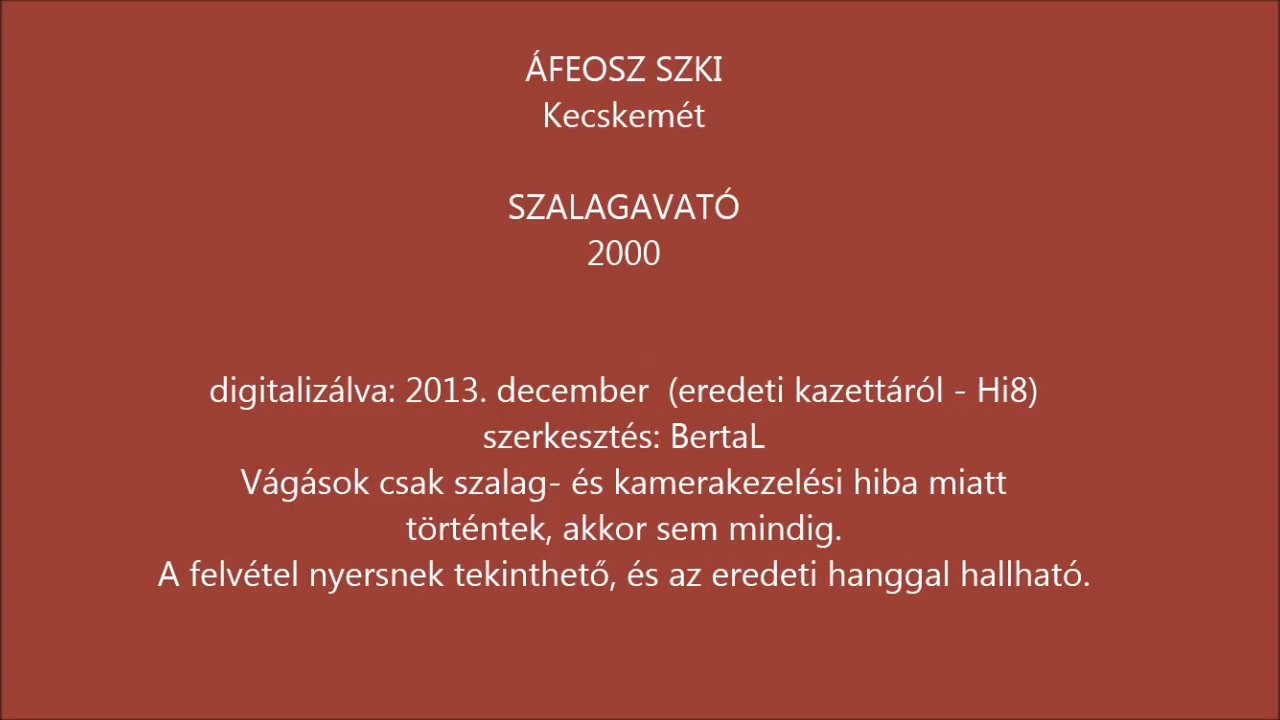 ÁFEOSZ SZKI
Kecskemét
SZALAGAVATÓ
2000
digitalizálva: 2013. december  (eredeti kazettáról - Hi8)
szerkesztés: BertaL
Vágások csak szalag- és kamerakezelési hiba miatt
történtek, akkor sem mindig.
A felvétel nyersnek tekinthető, és az eredeti hanggal hallható.